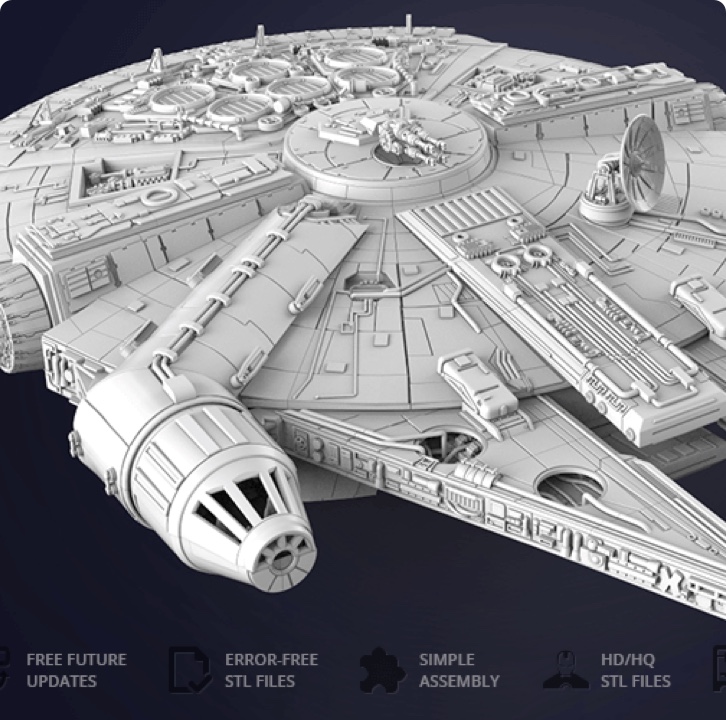 FREE FUTURE
UPDATES
ERROR-FREE
STL FILES
SIMPLE
ASSEMBLY
HD/HQ
STL FILES